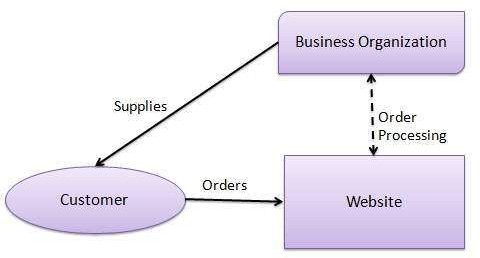 Business Organization
Supplies
Order
Processing
Customer
Orders
Website